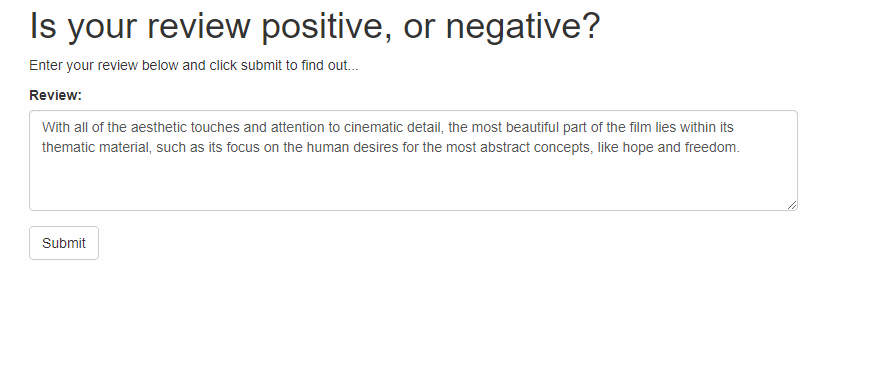 Is your review positive, or negative?
Enter your review below and click submit to find out...
Review:
With all of the aesthetic touches and attention to cinematic detail, the most beautiful part of the film lies within its
thematic material, such as its focus on the human desires for the most abstract concepts, like hope and freedom.
Submit